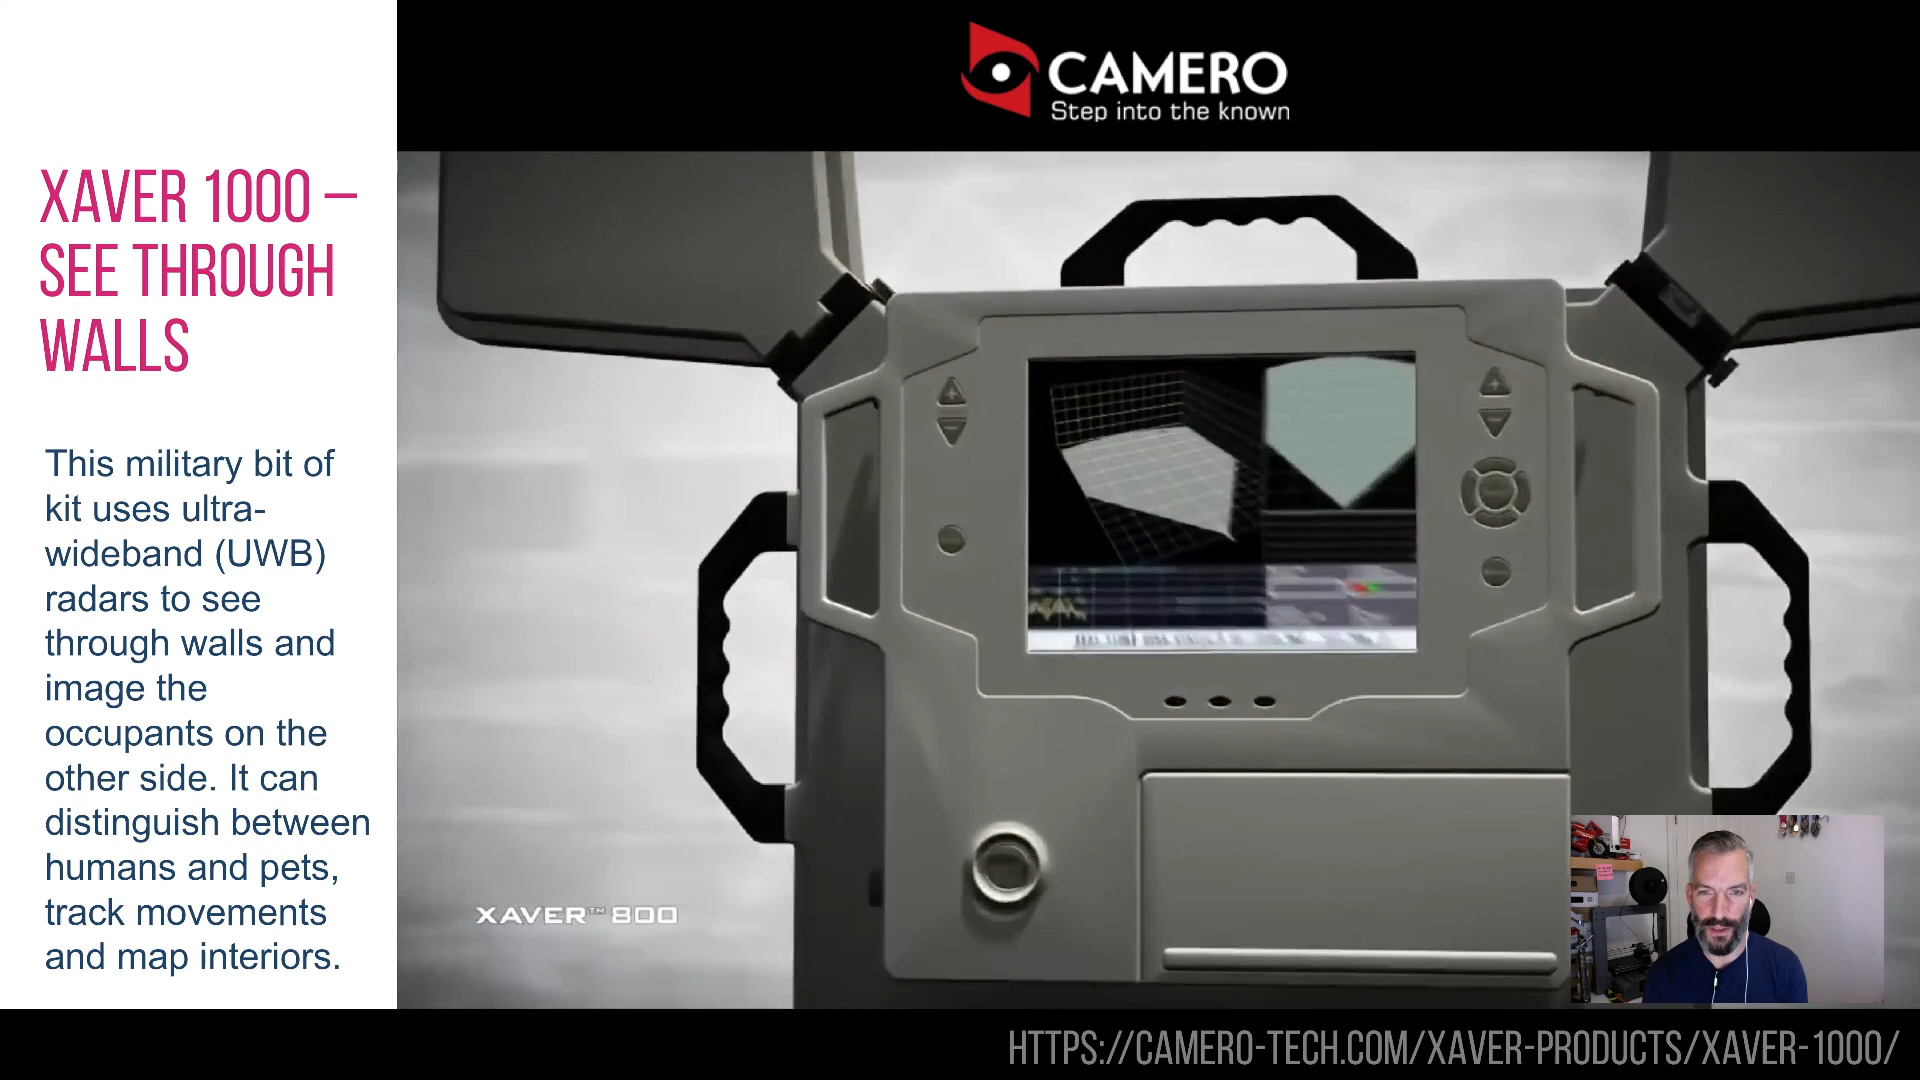 CAMERO
Step into the known
XAVER 1000 –
SEE THROUGH
WALLS
This military bit of
kit uses ultra-
wideband (UWB)
radars to see
through walls and
image the
occupants on the
other side. It can
distinguish between
humans and pets,
track movements
and map interiors.
XAVER™ 800
HTTPS://CAMERO-TECH.COM/XAVER-PRODUCTS/XAVER-1000/